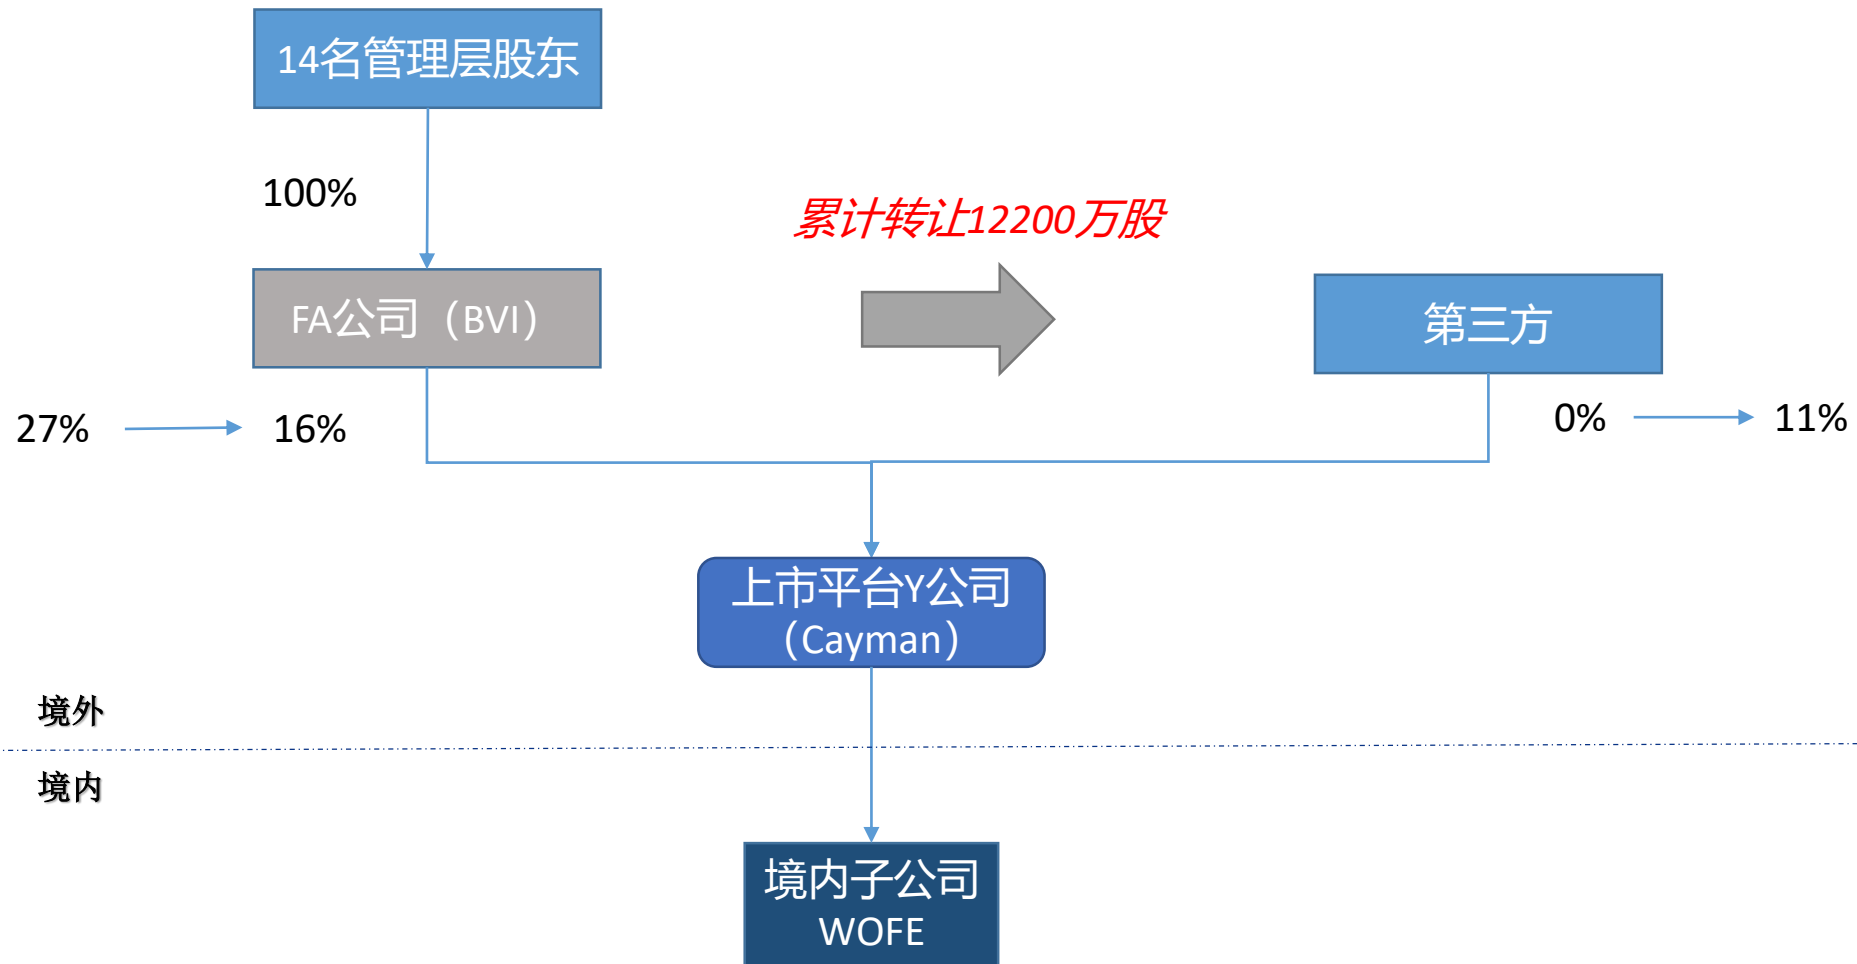 14名管理层股东
100%
累计转让12200万股
FA公司（BVI）
第三方
27%
16%
0%
11%
上市平台Y公司
（Cayman）
境外
境内
境内子公司
WOFE